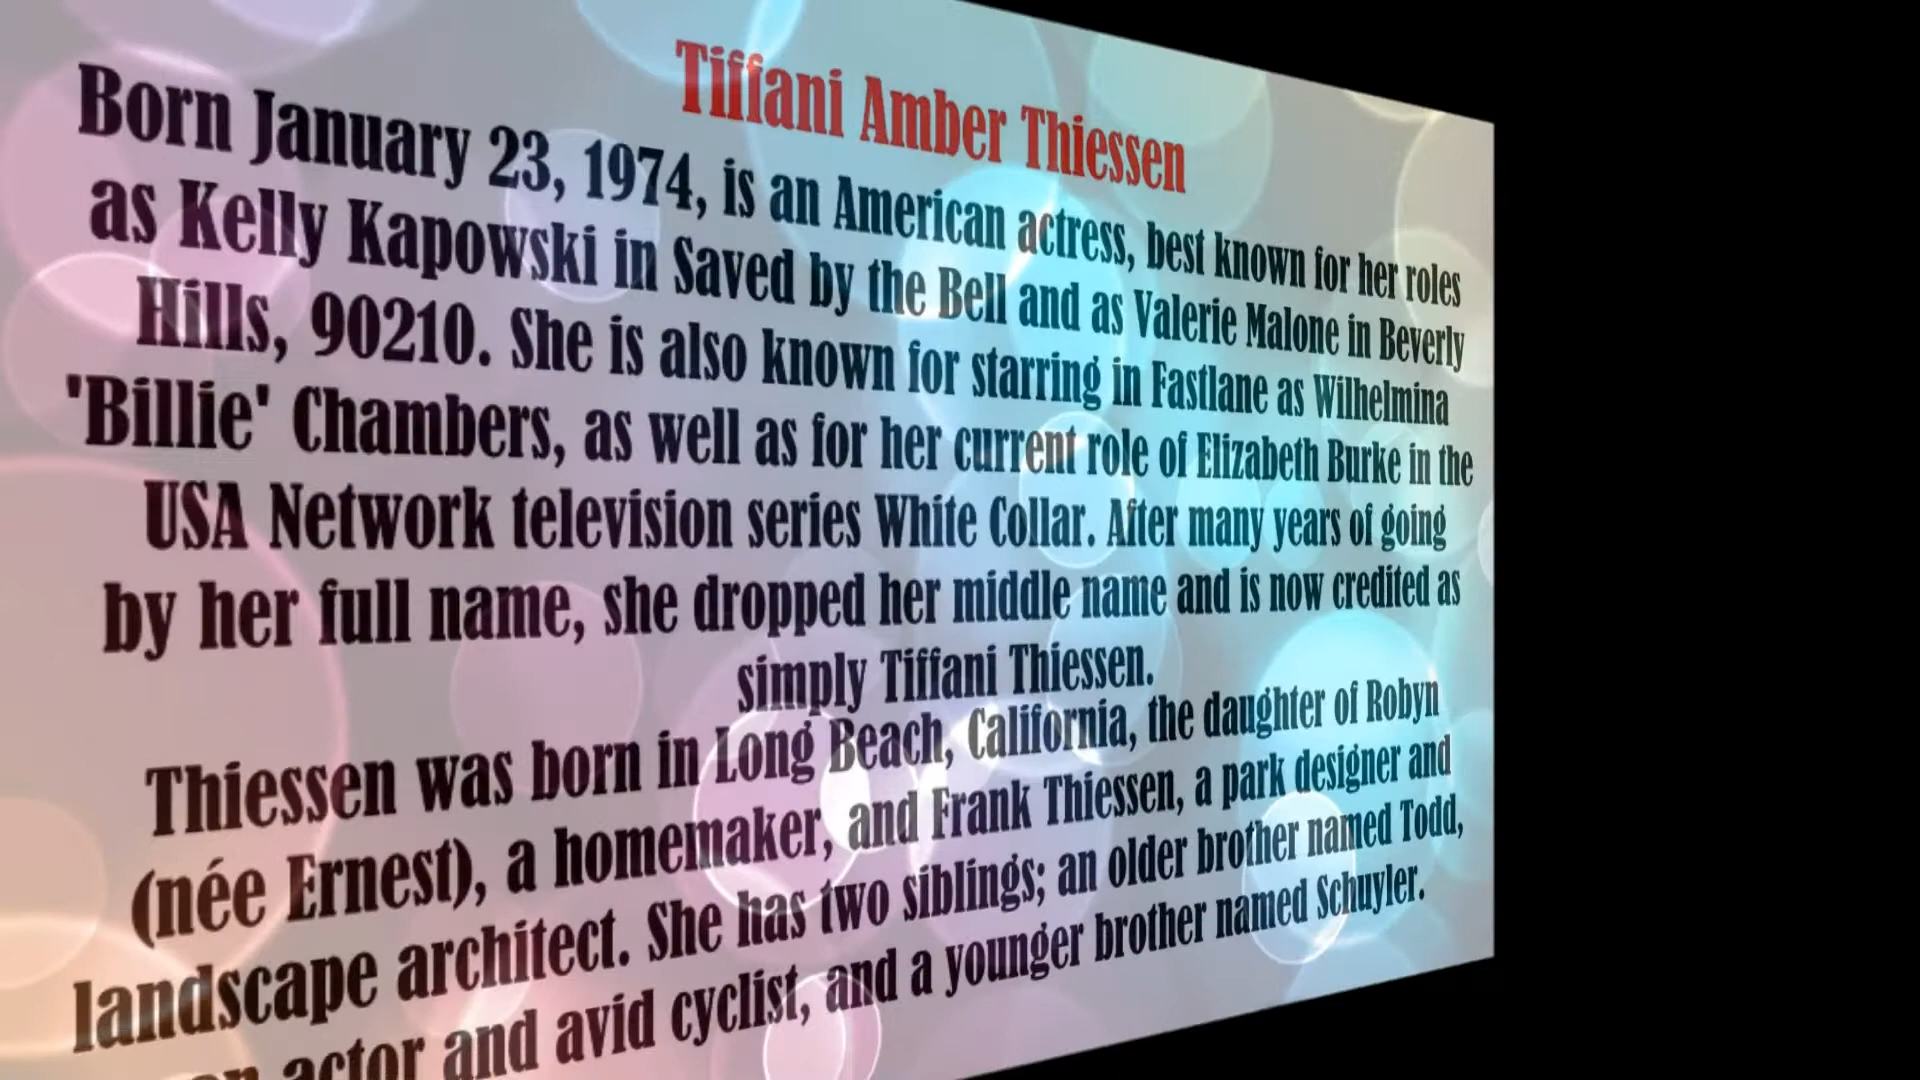 Tiffani Amber Thiessen
Born January 23, 1974, is an American actress, best known for her roles
as Kelly Kapowski in Saved by the Bell and as Valerie Malone in Beverly
Hills, 90210. She is also known for starring in Fastlane as Wilhelmina
'Billie' Chambers, as well as for her current role of Elizabeth Burke in the
USA Network television series White Collar. After many years of going
by her full name, she dropped her middle name and is now credited as
simply Tiffani Thiessen.
Thiessen was born in Long Beach, California, the daughter of Robyn
(née Ernest), a homemaker, and Frank Thiessen, a park designer and
landscape architect. She has two siblings; an older brother named Todd,
an actor and avid cyclist, and a younger brother named Schuyler.